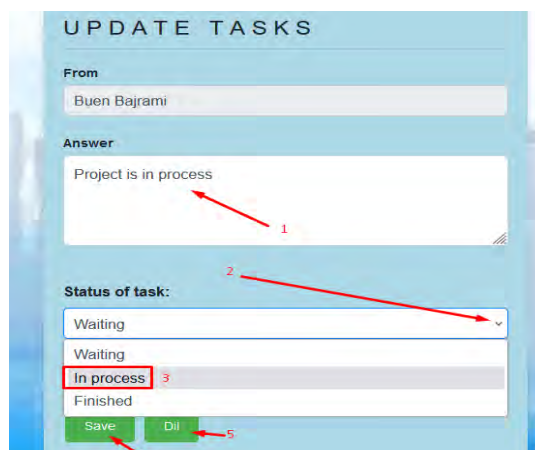 UPDATE TASKS
From
Buen Bajrami
Answer
Project is in process
1
2
Status of task:
Waiting
Waiting
In process 3
Finished
Save Dil 5